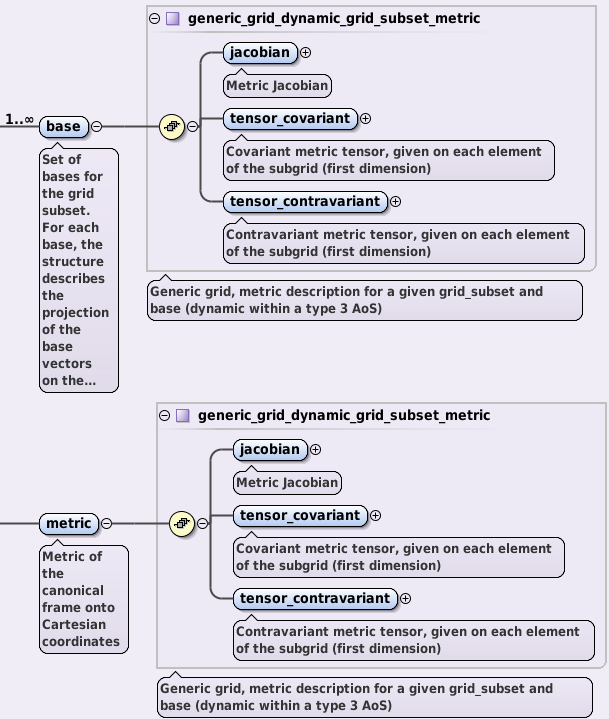 generic_grid_dynamic_grid_subset_metric
jacobian
Metric Jacobian
1..∞
base
tensor_covariant
Covariant metric tensor, given on each element
of the subgrid (first dimension)
Set of
bases for
the grid
subset.
For each
base, the
structure
describes
the
projection
of the
base
vectors
on the...
tensor_contravariant
Contravariant metric tensor, given on each element
of the subgrid (first dimension)
Generic grid, metric description for a given grid_subset and
base (dynamic within a type 3 AoS)
generic_grid_dynamic_grid_subset_metric
jacobian
Metric Jacobian
metric
tensor_covariant
Covariant metric tensor, given on each element
of the subgrid (first dimension)
Metric of
the
canonical
frame onto
Cartesian
coordinates
tensor_contravariant
Contravariant metric tensor, given on each element
of the subgrid (first dimension)
Generic grid, metric description for a given grid_subset and
base (dynamic within a type 3 AoS)